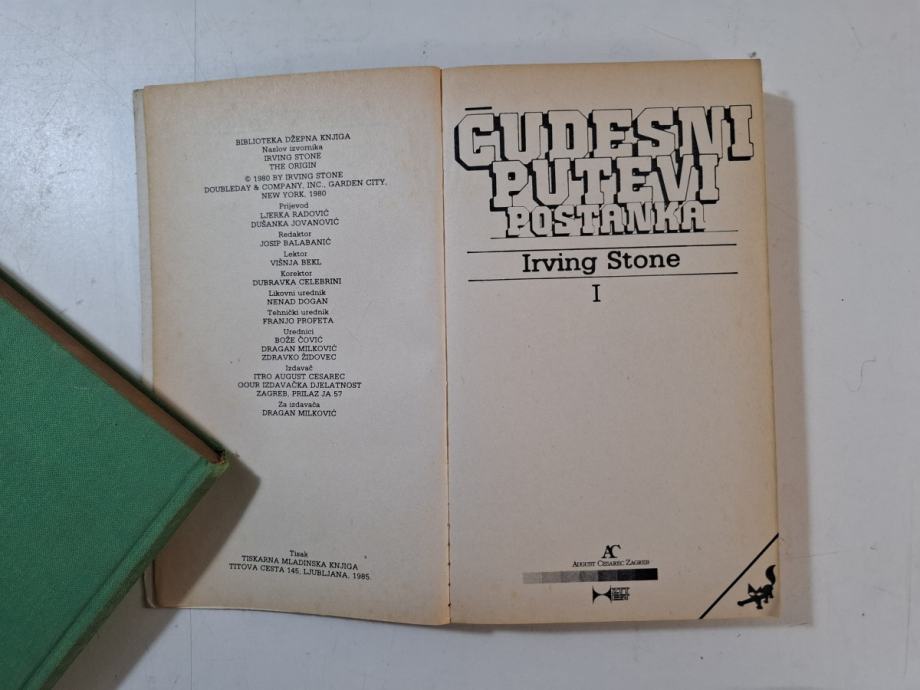 BIBLIOTEKA DŽEPNA KNJIGA
Naslov izvornika
IRVING STONE
THE ORIGIN
© 1980 BY IRVING STONE
DOUBLEDAY & COMPANY, INC., GARDEN CITY,
NEW YORK, 1980
Prijevod
LJERKA RADOVIĆ
DUŠANKA JOVANOVIĆ
Redaktor
JOSIP BALABANIĆ
Lektor
VIŠNJA BEKL
Korektor
DUBRAVKA CELEBRINI
Likovni urednik
NENAD DOGAN
Tehnički urednik
FRANJO PROFETA
Urednici
BOŽE ČOVIĆ
DRAGAN MILKOVIĆ
ZDRAVKO ŽIDOVEC
Izdavač
ITRO AUGUST CESAREC
OOUR IZDAVAČKA DJELATNOST
ZAGREB, PRILAZ JA 57
Za izdavača
DRAGAN MILKOVIĆ
Tisak
TISKARNA MLADINSKA KNJIGA
TITOVA CESTA 145, LJUBLJANA, 1985.
ČUDESNI
PUTEVI
POSTANKA
Irving Stone
I
AC
AUGUST CESAREC ZAGREB